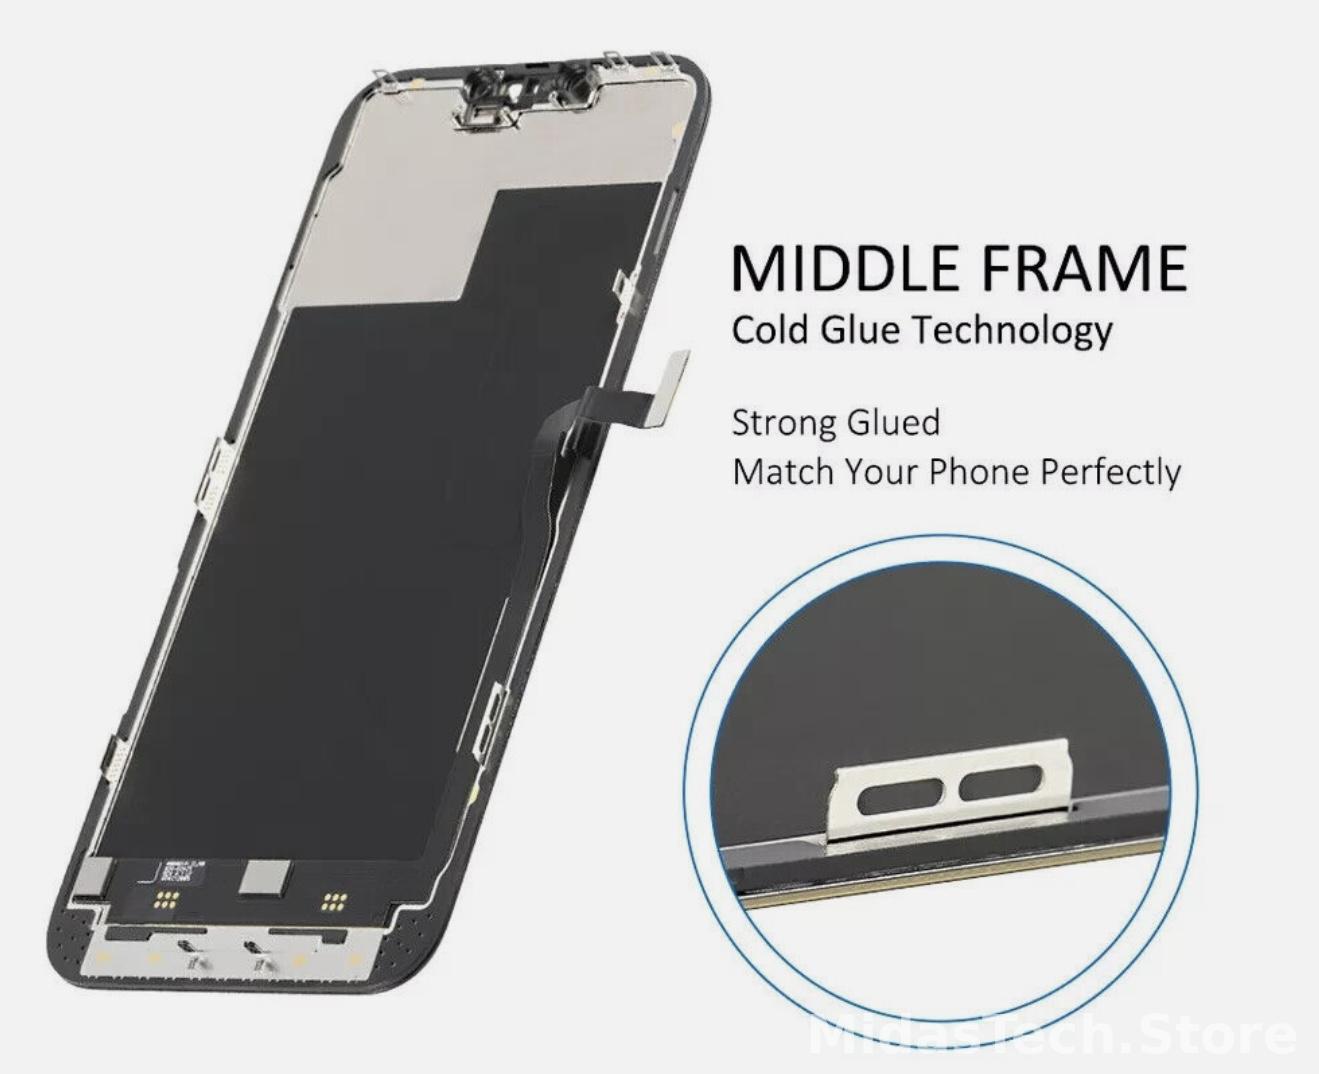 MIDDLE FRAME
Cold Glue Technology
Strong Glued
Match Your Phone Perfectly
MidasTech.Store